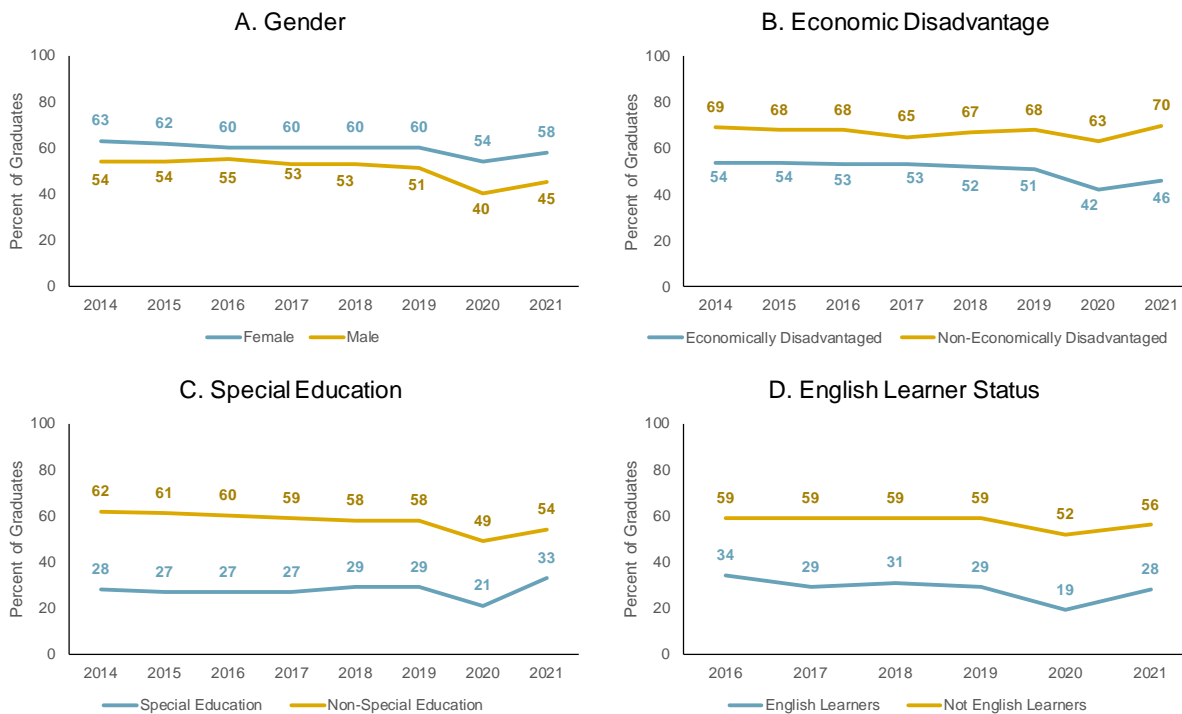 A. Gender
Percent of Graduates
100
80
60
40
20
0
63 62 60 60 60 60 54 58
54 54 55 53 53 51 40 45
2014 2015 2016 2017 2018 2019 2020 2021
Female Male
B. Economic Disadvantage
Percent of Graduates
100
80
60
40
20
0
69 68 68 65 67 68 63 70
54 54 53 53 52 51 42 46
2014 2015 2016 2017 2018 2019 2020 2021
Economically Disadvantaged Non-Economically Disadvantaged
C. Special Education
Percent of Graduates
100
80
60
40
20
0
62 61 60 59 58 58 49 54
28 27 27 27 29 29 21 33
2014 2015 2016 2017 2018 2019 2020 2021
Special Education Non-Special Education
D. English Learner Status
Percent of Graduates
100
80
60
40
20
0
59 59 59 59 52 56
34 29 31 29 19 28
2016 2017 2018 2019 2020 2021
English Learners Not English Learners